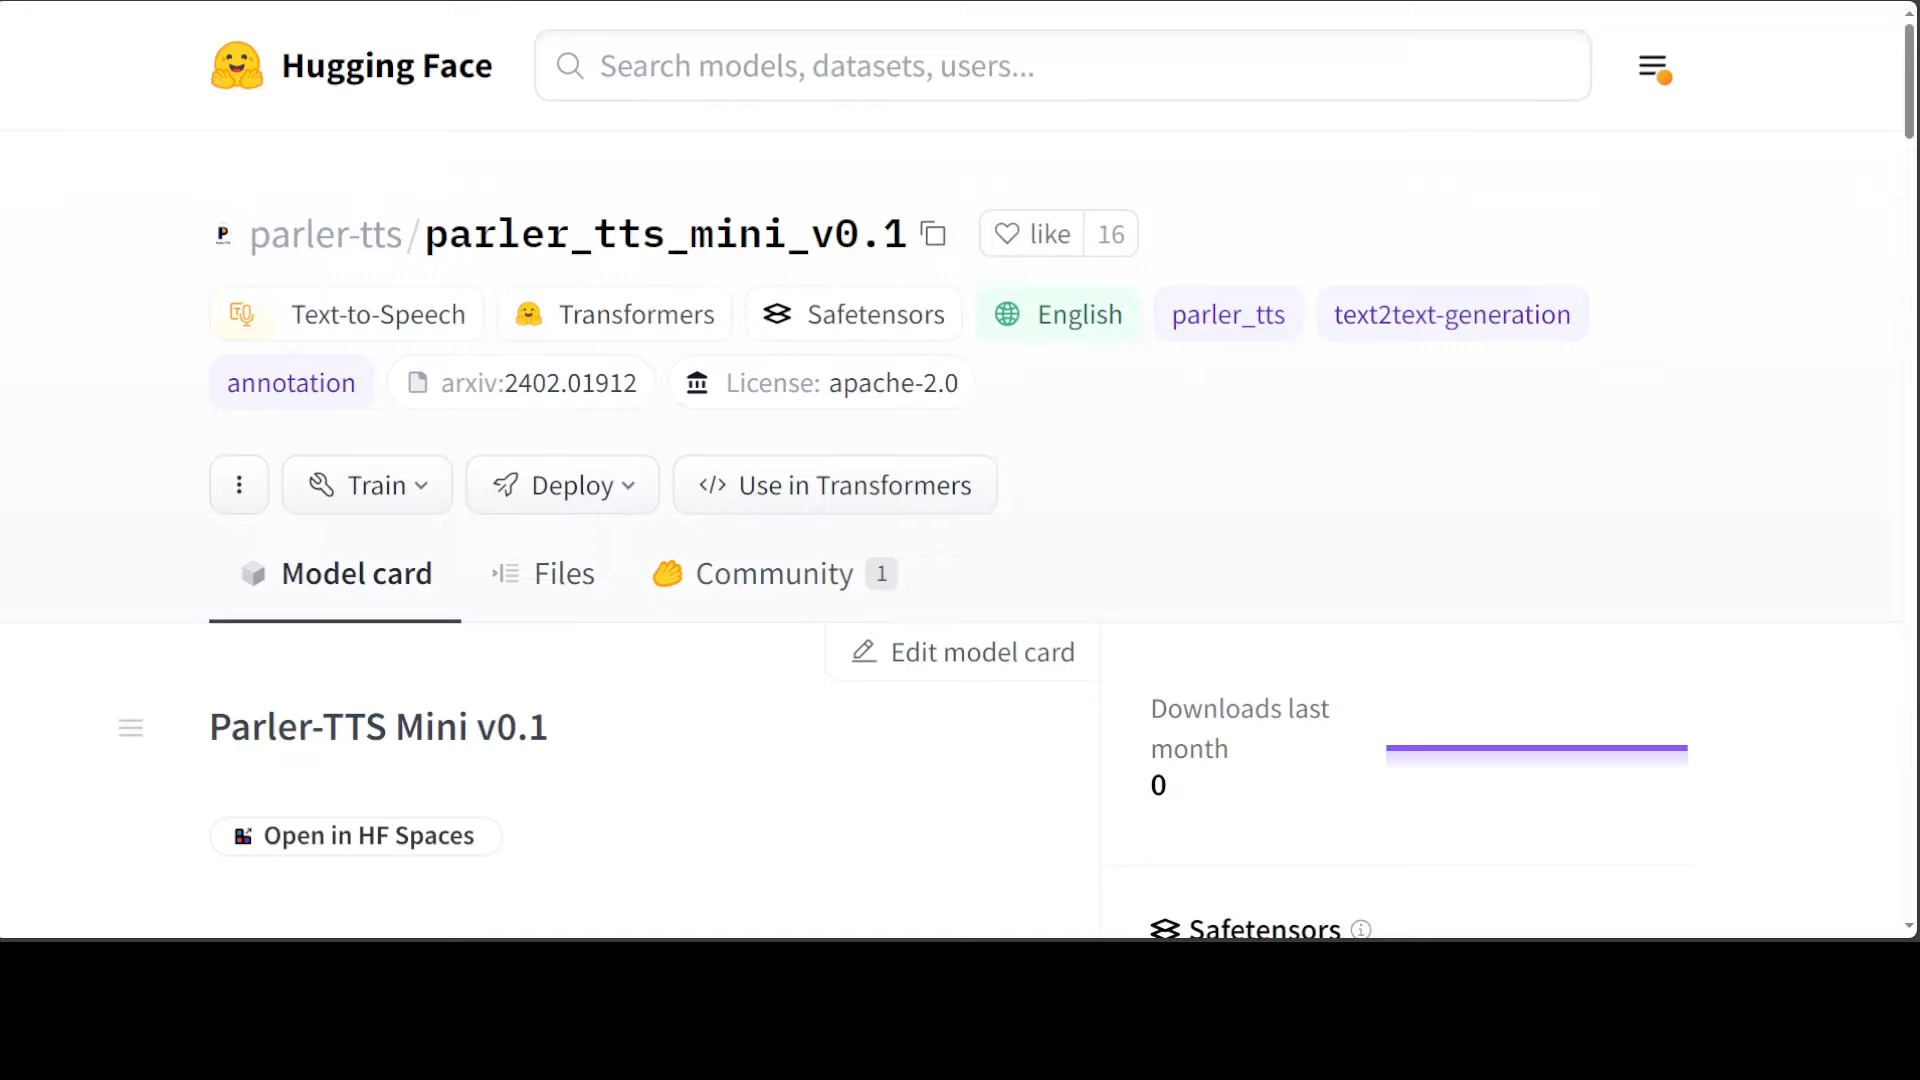 Hugging Face
Search models, datasets, users...
parler-tts/parler_tts_mini_v0.1
like 16
Text-to-Speech Transformers Safetensors English parler_tts text2text-generation
annotation arxiv:2402.01912 License: apache-2.0
Train Deploy </> Use in Transformers
Model card Files Community 1
Edit model card
Parler-TTS Mini v0.1
Open in HF Spaces
Downloads last
month
0
Safetensors